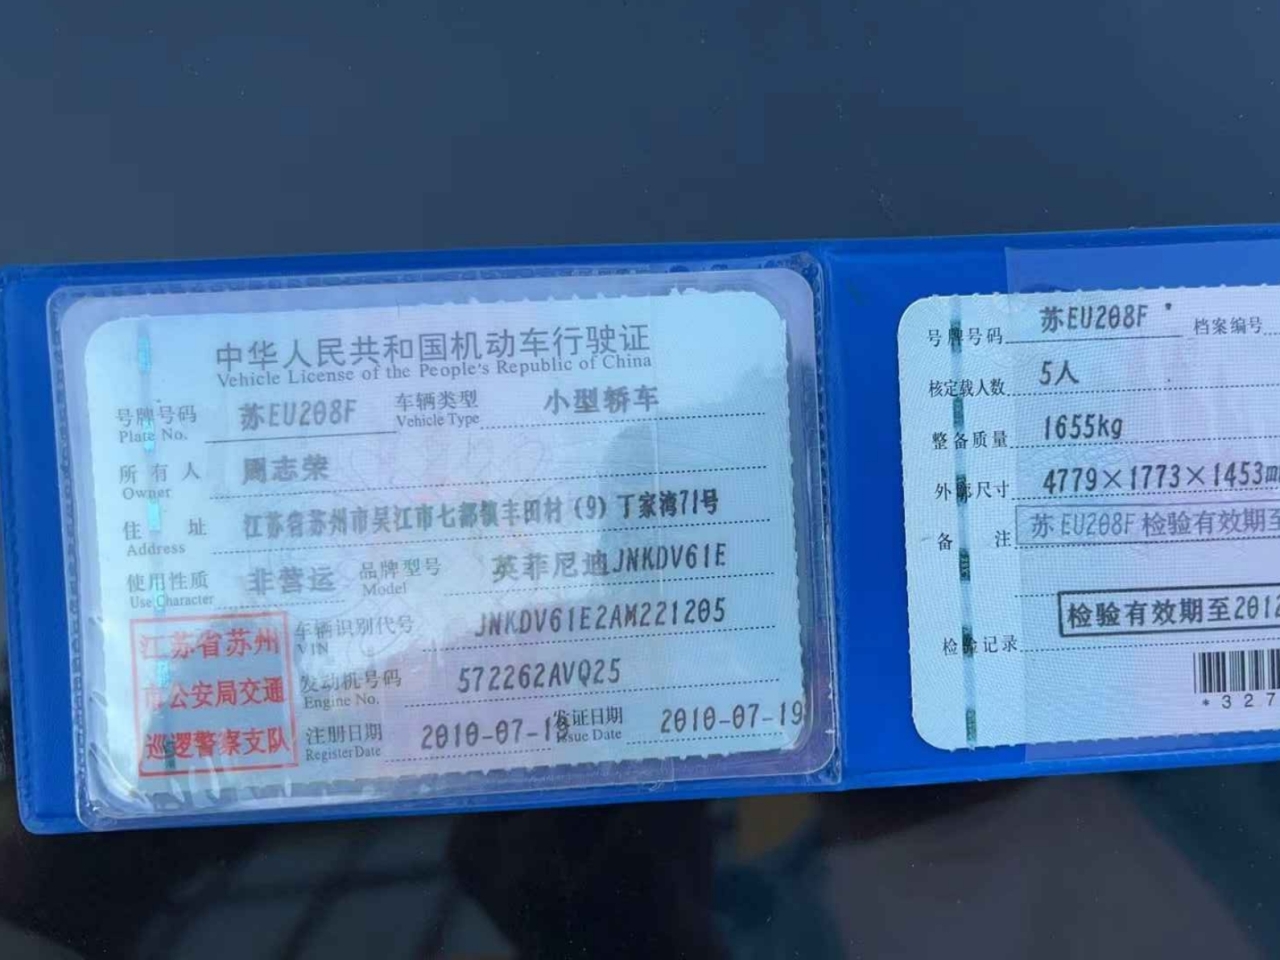 中华人民共和国机动车行驶证
Vehicle License of the People's Republic of China
号牌号码 苏EU208F 车辆类型 小型轿车
Plate No. Vehicle Type
所有人 周志荣
Owner
住址 江苏省苏州市吴江市七都镇丰田村(9)丁家湾71号
Address
使用性质 非营运 品牌型号 英菲尼迪JNKDV61E
Use Character Model
江苏省苏州
市公安局交通
巡逻警察支队
车辆识别代号 JNKDV61E2AM221205
VIN
发动机号码 572262AVQ25
Engine No.
注册日期 2010-07-19 发证日期 2010-07-19
Register Date Issue Date
号牌号码 苏EU208F 档案编号
核定载人数 5人
整备质量 1655kg
外廓尺寸 4779×1773×1453m
备注 苏EU208F 检验有效期至
检验有效期至201
检验记录
*327